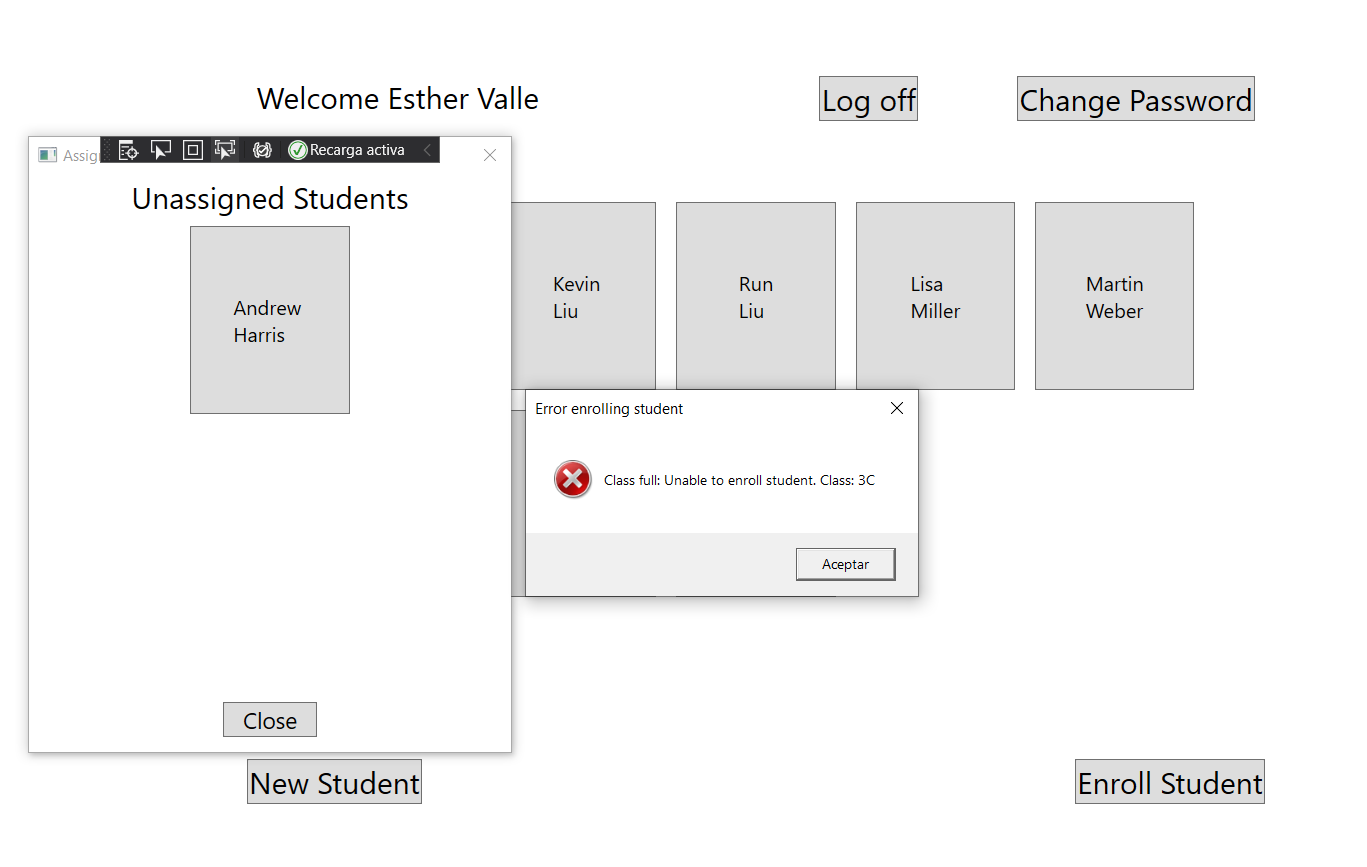 Welcome Esther Valle
Log off
Change Password
Recarga activa
Unassigned Students
Andrew
Harris
Kevin
Liu
Run
Liu
Lisa
Miller
Martin
Weber
Error enrolling student
Class full: Unable to enroll student. Class: 3C
Aceptar
Close
New Student
Enroll Student